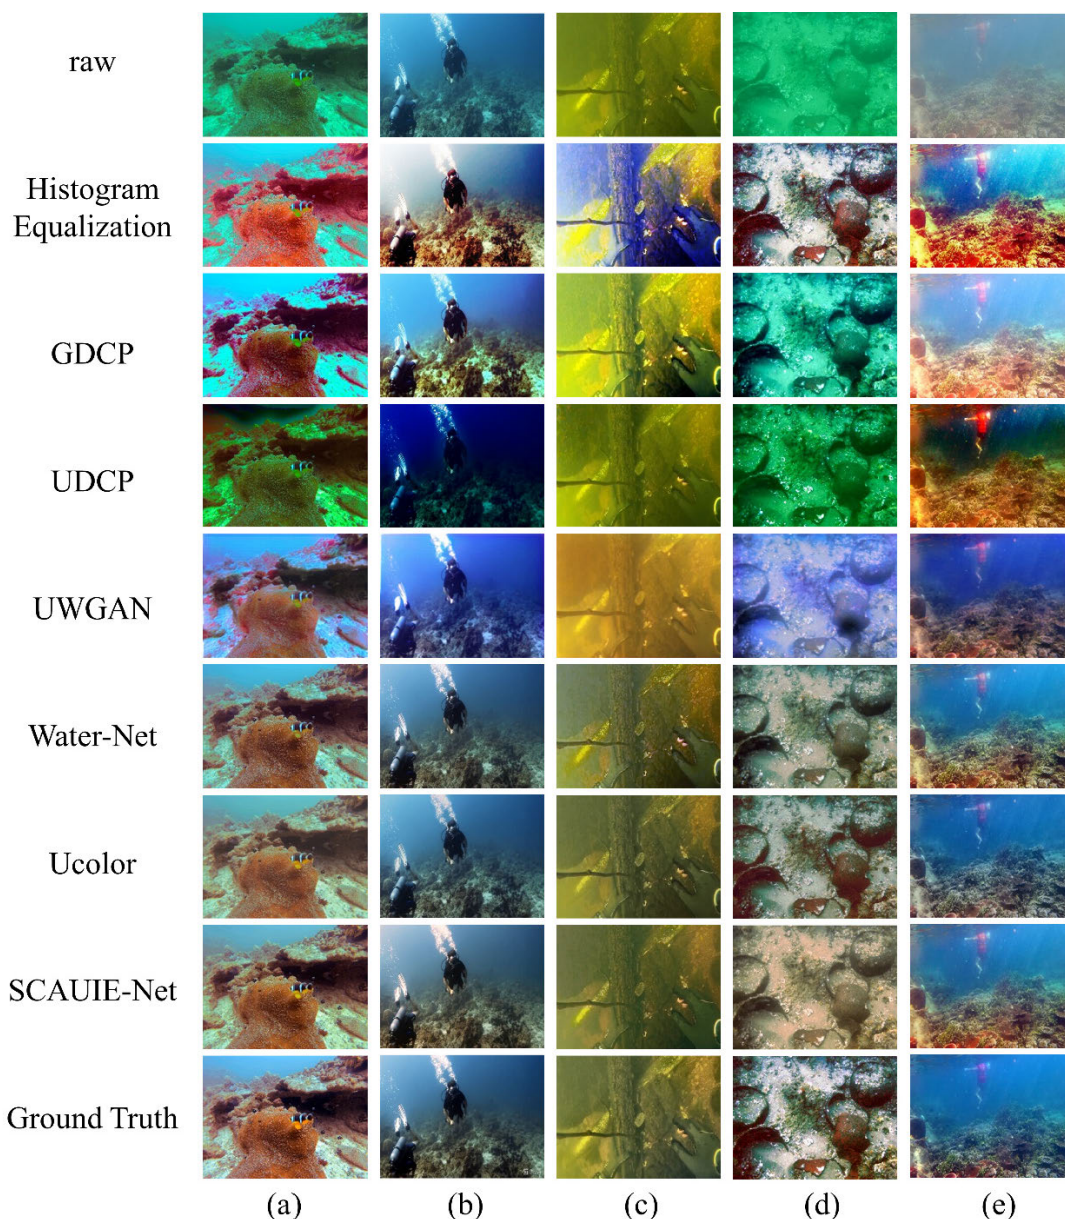 raw
Histogram
Equalization
GDCP
UDCP
UWGAN
Water-Net
Ucolor
SCAUIE-Net
Ground Truth
(a) (b) (c) (d) (e)